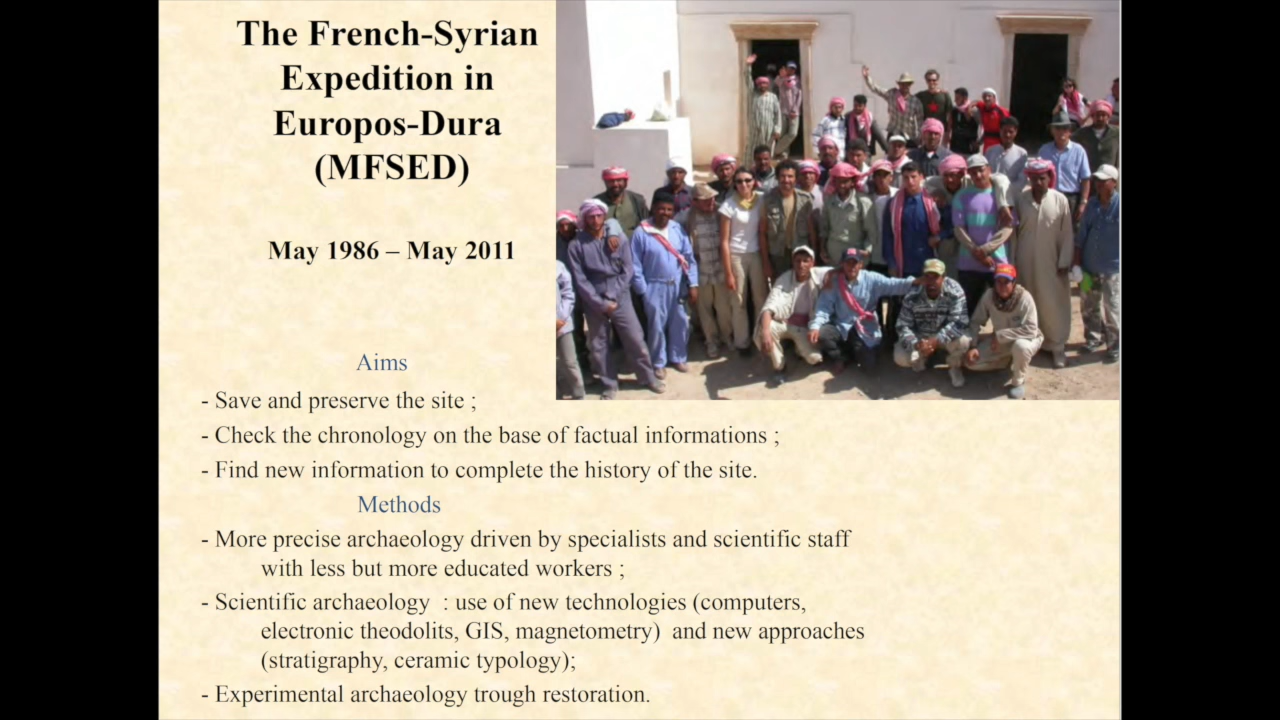 The French-Syrian
Expedition in
Europos-Dura
(MFSED)
May 1986 – May 2011
Aims
- Save and preserve the site ;
- Check the chronology on the base of factual informations ;
- Find new information to complete the history of the site.
Methods
- More precise archaeology driven by specialists and scientific staff
with less but more educated workers ;
- Scientific archaeology : use of new technologies (computers,
electronic theodolits, GIS, magnetometry) and new approaches
(stratigraphy, ceramic typology);
- Experimental archaeology trough restoration.